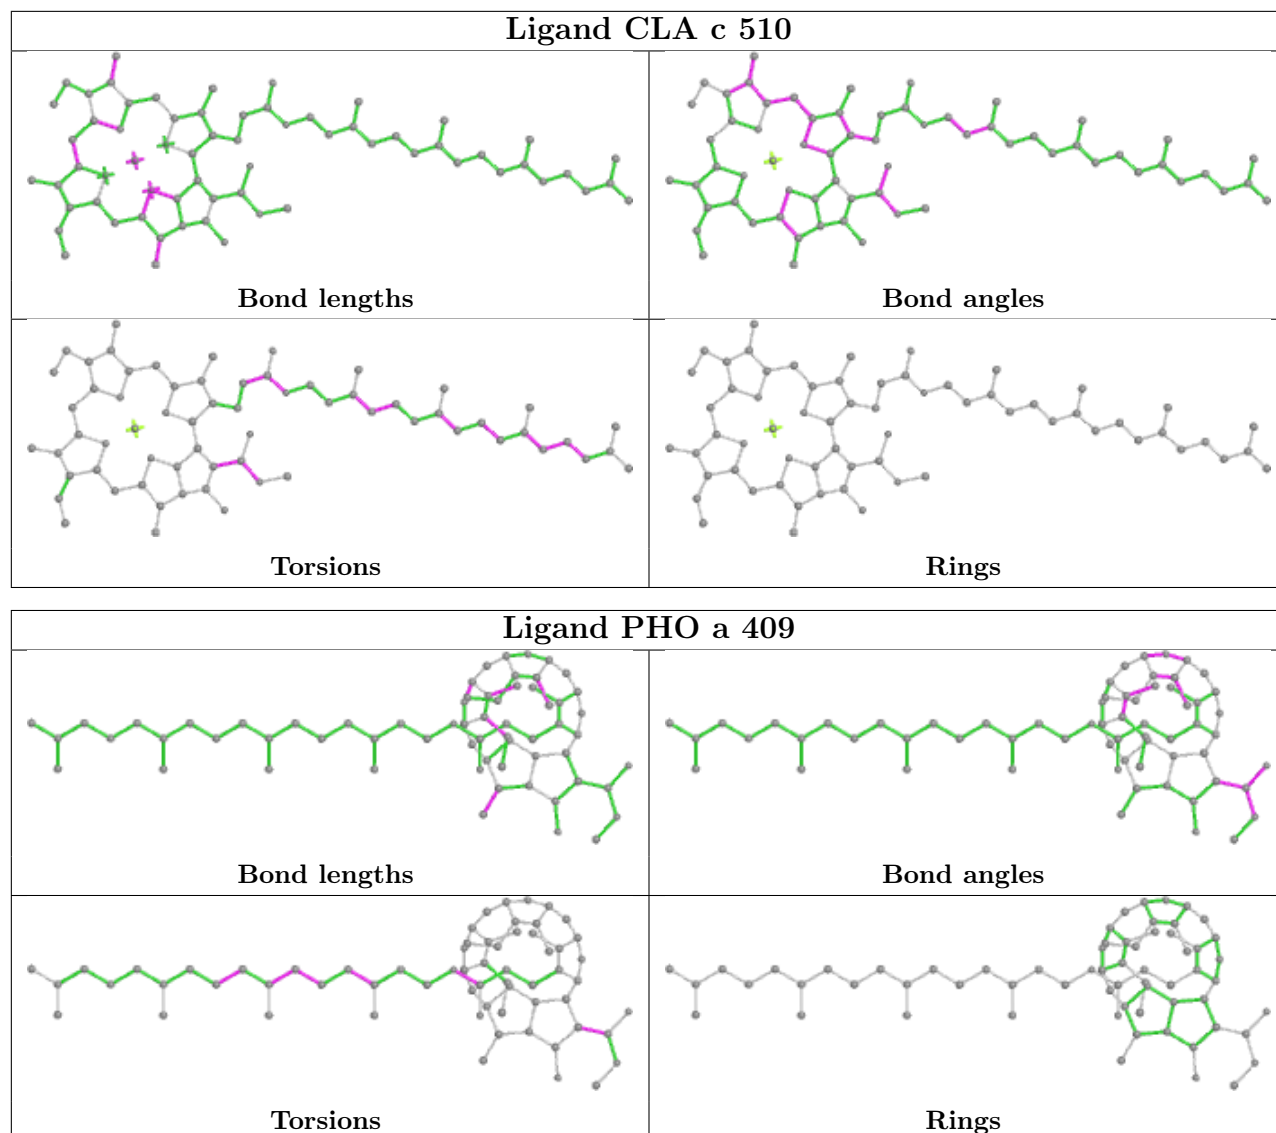 Ligand CLA c 510
Bond lengths
Bond angles
Torsions
Rings
Ligand PHO a 409
Bond lengths
Bond angles
Torsions
Rings